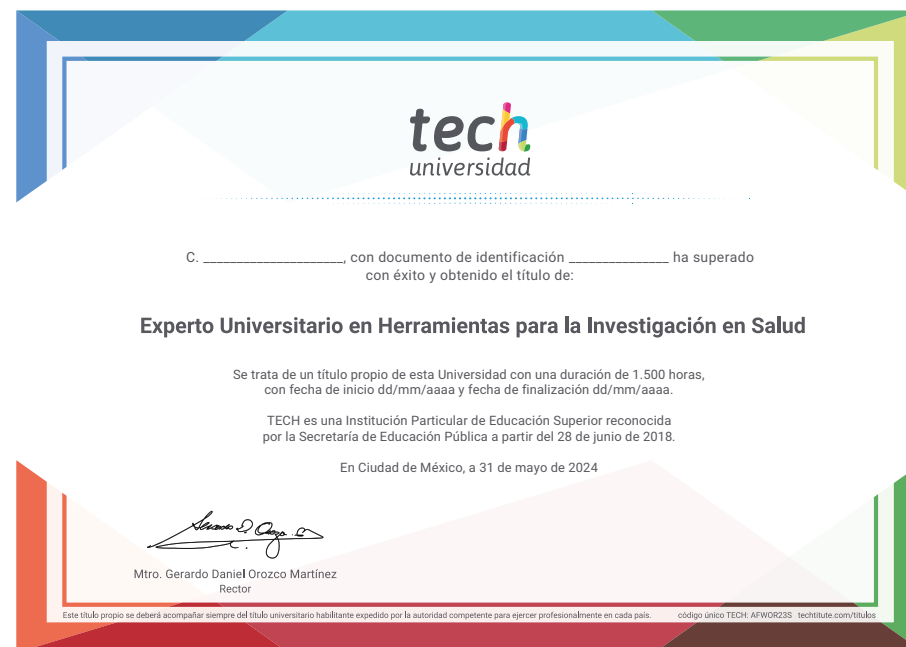 tech
universidad
C. _____________________, con documento de identificación _______________ ha superado
con éxito y obtenido el título de:
Experto Universitario en Herramientas para la Investigación en Salud
Se trata de un título propio de esta Universidad con una duración de 1.500 horas,
con fecha de inicio dd/mm/aaaa y fecha de finalización dd/mm/aaaa.
TECH es una Institución Particular de Educación Superior reconocida
por la Secretaría de Educación Pública a partir del 28 de junio de 2018.
En Ciudad de México, a 31 de mayo de 2024
Mtro. Gerardo Daniel Orozco Martínez
Rector
Este título propio se deberá acompañar siempre del título universitario habilitante expedido por la autoridad competente para ejercer profesionalmente en cada país. código único TECH: AFWOR23S techtitute.com/titulos